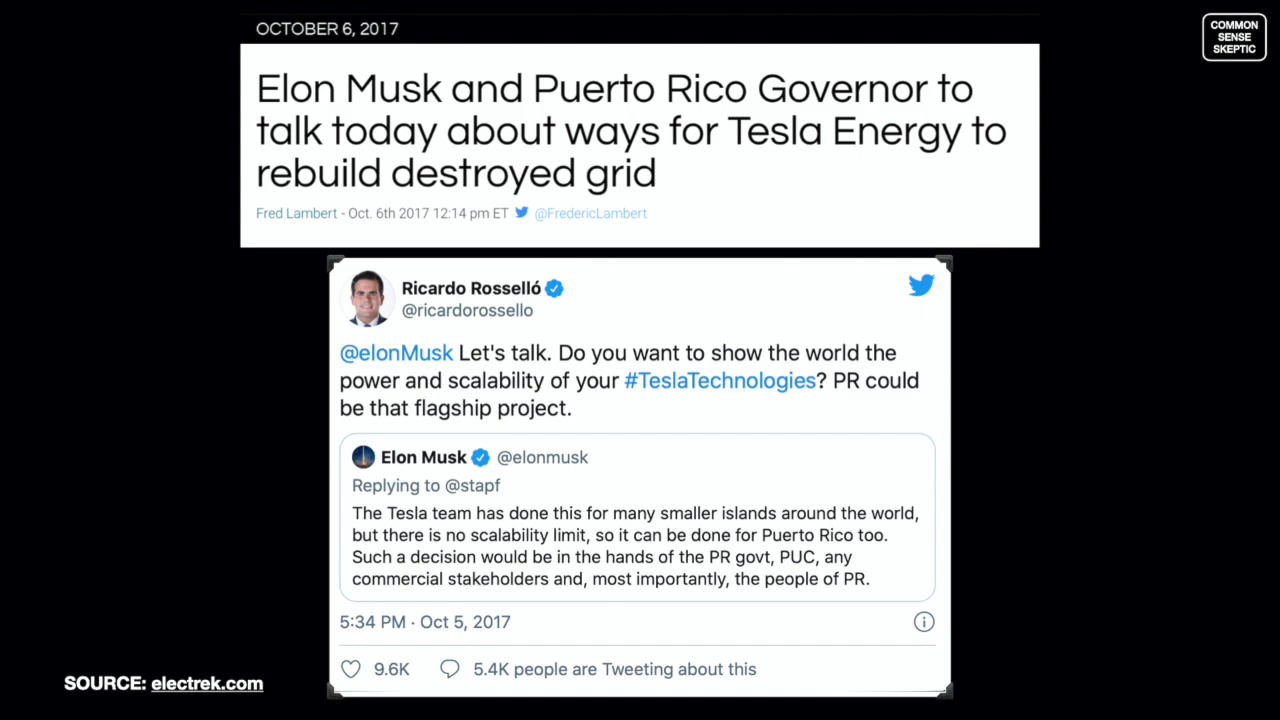 OCTOBER 6, 2017
COMMON
SENSE
SKEPTIC
Elon Musk and Puerto Rico Governor to
talk today about ways for Tesla Energy to
rebuild destroyed grid
Fred Lambert - Oct. 6th 2017 12:14 pm ET @FredericLambert
Ricardo Rosselló
@ricardorossello
@elonMusk Let's talk. Do you want to show the world the
power and scalability of your #TeslaTechnologies? PR could
be that flagship project.
Elon Musk @elonmusk
Replying to @stapf
The Tesla team has done this for many smaller islands around the world,
but there is no scalability limit, so it can be done for Puerto Rico too.
Such a decision would be in the hands of the PR govt, PUC, any
commercial stakeholders and, most importantly, the people of PR.
5:34 PM · Oct 5, 2017
9.6K 5.4K people are Tweeting about this
SOURCE: electrek.com